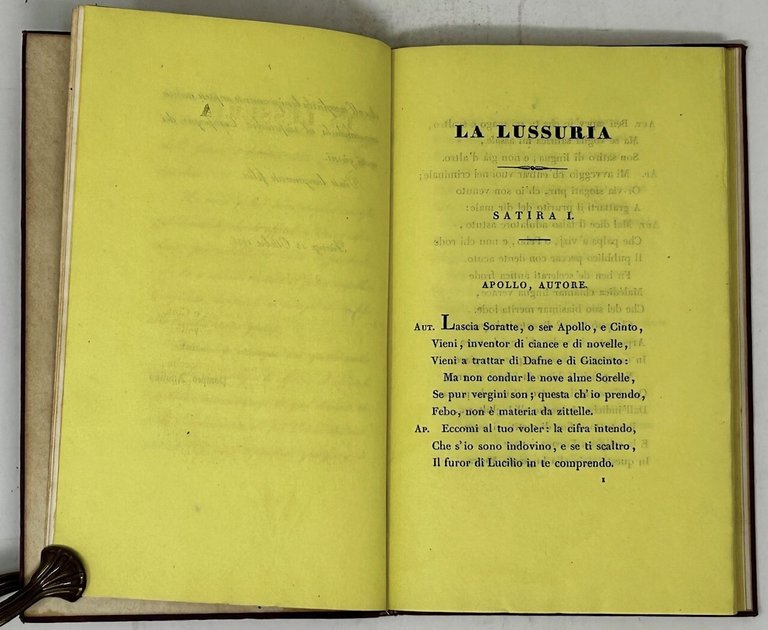 LA LUSSURIA
SATIRA I.
APOLLO, AUTORE.
AUT. Lascia Soratte, o ser Apollo, e Cinto,
Vieni, inventor di ciance e di novelle,
Vieni a trattar di Dafne e di Giacinto:
Ma non condur le nove alme Sorelle,
Se pur vergini son; questa ch'io prendo,
Febo, non è materia da zittelle.
AP. Eccomi al tuo voler: la cifra intendo,
Che s'io sono indovino, e se ti scaltro,
Il furor di Lucilio in te comprendo.
1